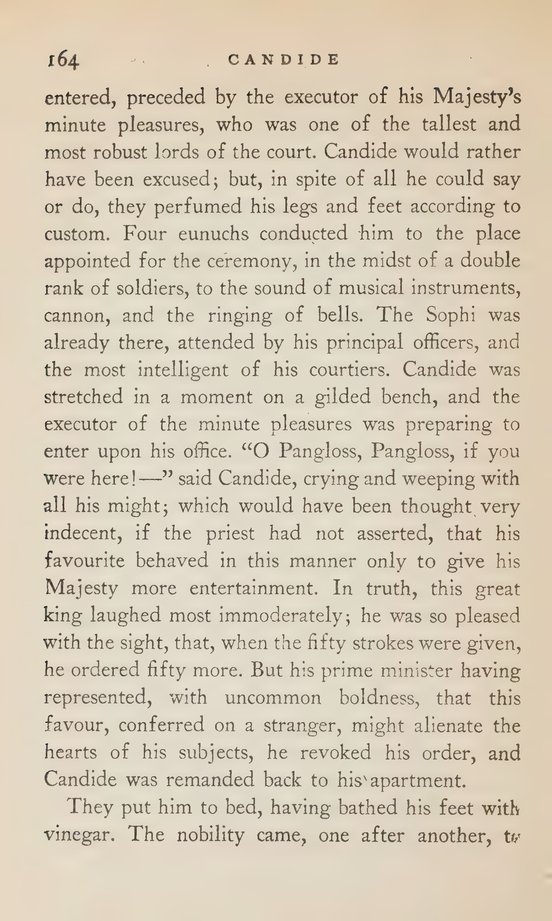 164 CANDIDE
entered, preceded by the executor of his Majesty's
minute pleasures, who was one of the tallest and
most robust lords of the court. Candide would rather
have been excused; but, in spite of all he could say
or do, they perfumed his legs and feet according to
custom. Four eunuchs conducted him to the place
appointed for the ceremony, in the midst of a double
rank of soldiers, to the sound of musical instruments,
cannon, and the ringing of bells. The Sophi was
already there, attended by his principal officers, and
the most intelligent of his courtiers. Candide was
stretched in a moment on a gilded bench, and the
executor of the minute pleasures was preparing to
enter upon his office. “O Pangloss, Pangloss, if you
were here!—” said Candide, crying and weeping with
all his might; which would have been thought very
indecent, if the priest had not asserted, that his
favourite behaved in this manner only to give his
Majesty more entertainment. In truth, this great
king laughed most immoderately; he was so pleased
with the sight, that, when the fifty strokes were given,
he ordered fifty more. But his prime minister having
represented, with uncommon boldness, that this
favour, conferred on a stranger, might alienate the
hearts of his subjects, he revoked his order, and
Candide was remanded back to his apartment.
They put him to bed, having bathed his feet with
vinegar. The nobility came, one after another, to